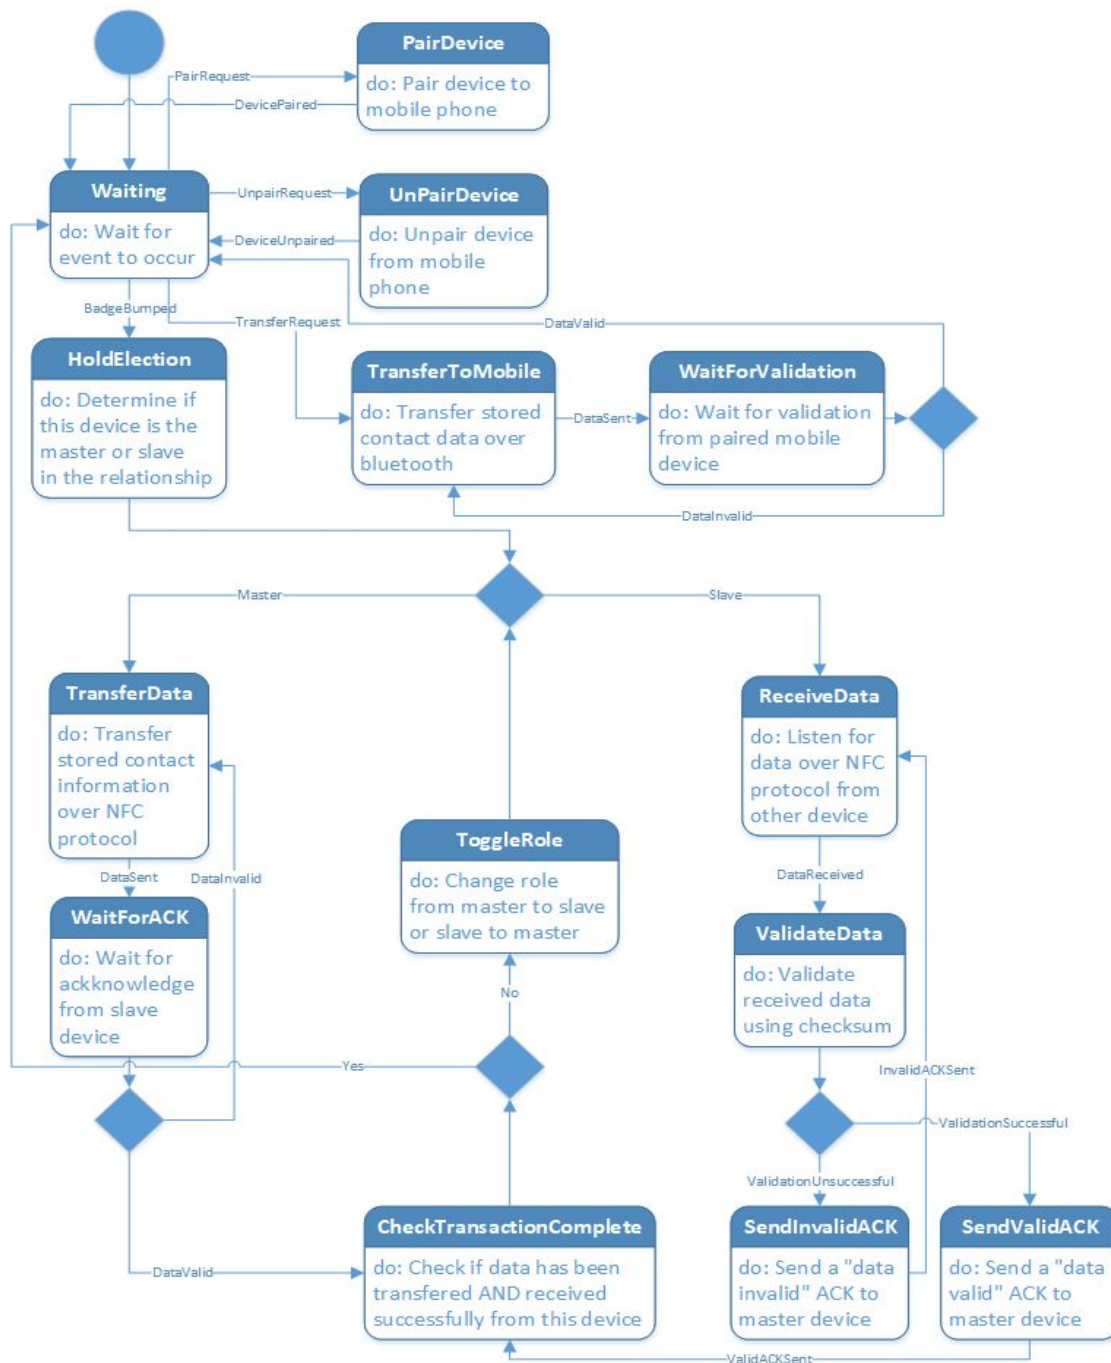 PairDevice
do: Pair device to
mobile phone
PairRequest
DevicePaired
Waiting
do: Wait for
event to occur
UnpairRequest
DeviceUnpaired
UnPairDevice
do: Unpair device
from mobile
phone
BadgeBumped
TransferRequest
DataValid
HoldElection
do: Determine if
this device is the
master or slave
in the relationship
TransferToMobile
do: Transfer stored
contact data over
bluetooth
DataSent
WaitForValidation
do: Wait for validation
from paired mobile
device
DataInvalid
Master
Slave
TransferData
do: Transfer
stored contact
information
over NFC
protocol
ReceiveData
do: Listen for
data over NFC
protocol from
other device
ToggleRole
do: Change role
from master to slave
or slave to master
DataSent
DataInvalid
DataReceived
WaitForACK
do: Wait for
ackknowledge
from slave
device
ValidateData
do: Validate
received data
using checksum
No
Yes
InvalidACKSent
ValidationSuccessful
ValidationUnsuccessful
CheckTransactionComplete
do: Check if data has been
transfered AND received
successfully from this device
DataValid
SendInvalidACK
do: Send a "data
invalid" ACK to
master device
SendValidACK
do: Send a "data
valid" ACK to
master device
ValidACKSent